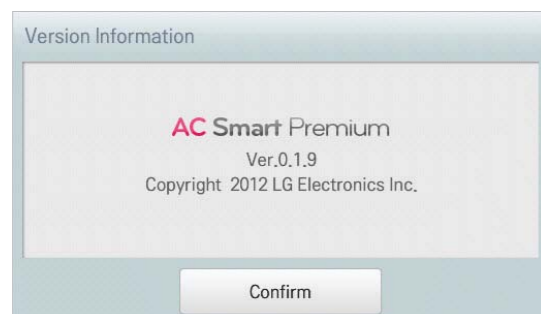 Version Information
AC Smart Premium
Ver.0.1.9
Copyright 2012 LG Electronics Inc.
Confirm